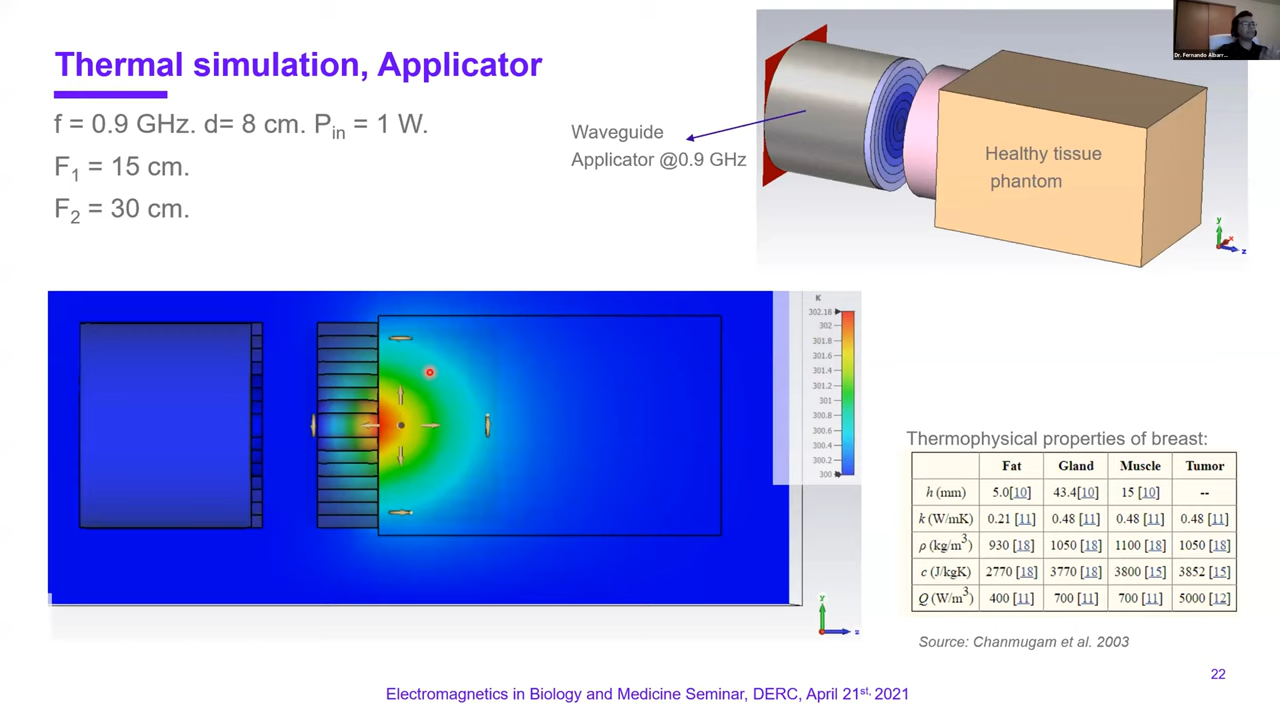 Dr. Fernando Albarr...
Thermal simulation, Applicator
f = 0.9 GHz. d= 8 cm. Pin = 1 W.
F1 = 15 cm.
F2 = 30 cm.
Waveguide
Applicator @0.9 GHz
Healthy tissue
phantom
y
x
z
K
302.18
302
301.8
301.6
301.4
301.2
301
300.8
300.6
300.4
300.2
300
y
z
Thermophysical properties of breast:
Fat Gland Muscle Tumor
h (mm) 5.0[10] 43.4[10] 15 [10] --
k (W/mK) 0.21 [11] 0.48 [11] 0.48 [11] 0.48 [11]
ρ (kg/m3) 930 [18] 1050 [18] 1100 [18] 1050 [18]
c (J/kgK) 2770 [18] 3770 [18] 3800 [15] 3852 [15]
Q (W/m3) 400 [11] 700 [11] 700 [11] 5000 [12]
Source: Chanmugam et al. 2003
22
Electromagnetics in Biology and Medicine Seminar, DERC, April 21st, 2021